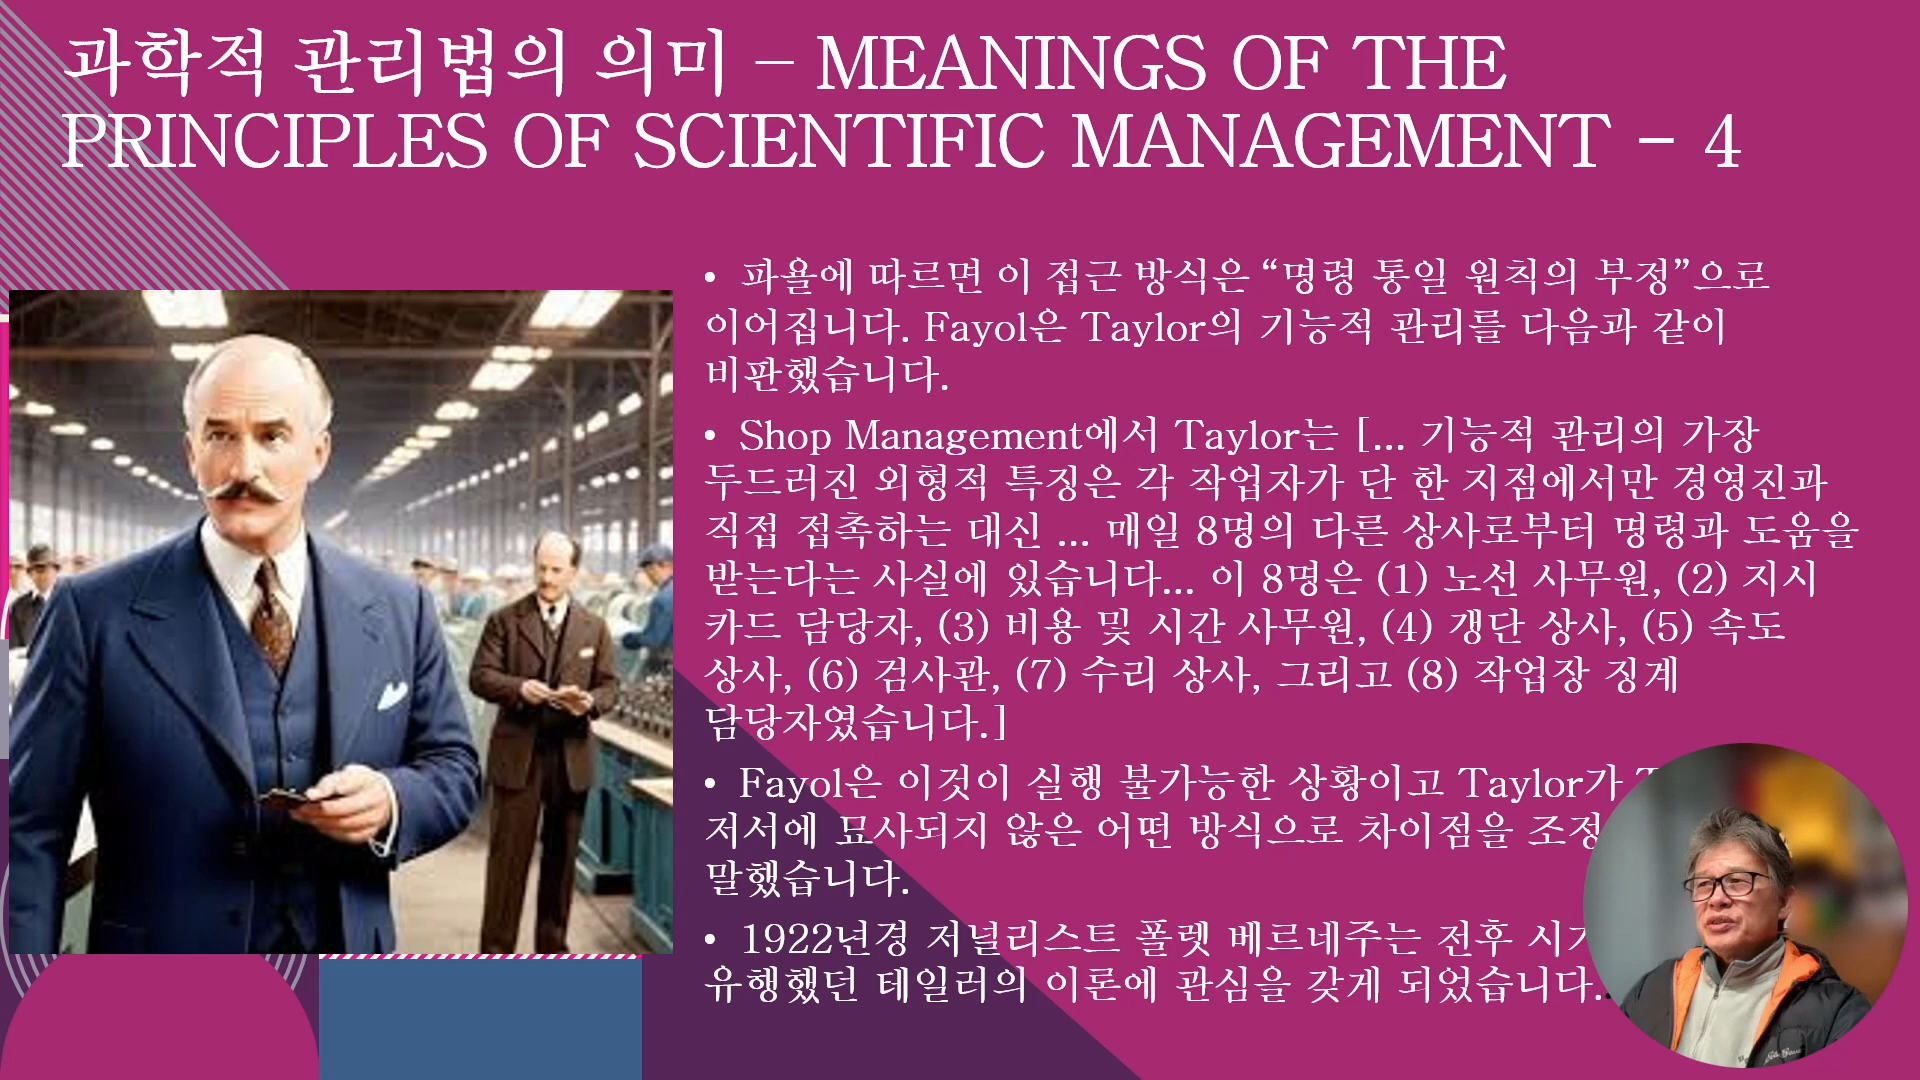 과학적 관리법의 의미 – MEANINGS OF THE
PRINCIPLES OF SCIENTIFIC MANAGEMENT – 4
• 파욜에 따르면 이 접근 방식은 “명령 통일 원칙의 부정”으로
이어집니다. Fayol은 Taylor의 기능적 관리를 다음과 같이
비판했습니다.
• Shop Management에서 Taylor는 [... 기능적 관리의 가장
두드러진 외형적 특징은 각 작업자가 단 한 지점에서만 경영진과
직접 접촉하는 대신 ... 매일 8명의 다른 상사로부터 명령과 도움을
받는다는 사실에 있습니다... 이 8명은 (1) 노선 사무원, (2) 지시
카드 담당자, (3) 비용 및 시간 사무원, (4) 갱단 상사, (5) 속도
상사, (6) 검사관, (7) 수리 상사, 그리고 (8) 작업장 징계
담당자였습니다.]
• Fayol은 이것이 실행 불가능한 상황이고 Taylor가
저서에 묘사되지 않은 어떤 방식으로 차이점을 조정
말했습니다.
• 1922년경 저널리스트 폴렛 베르네주는 전후 시기
유행했던 테일러의 이론에 관심을 갖게 되었습니다.